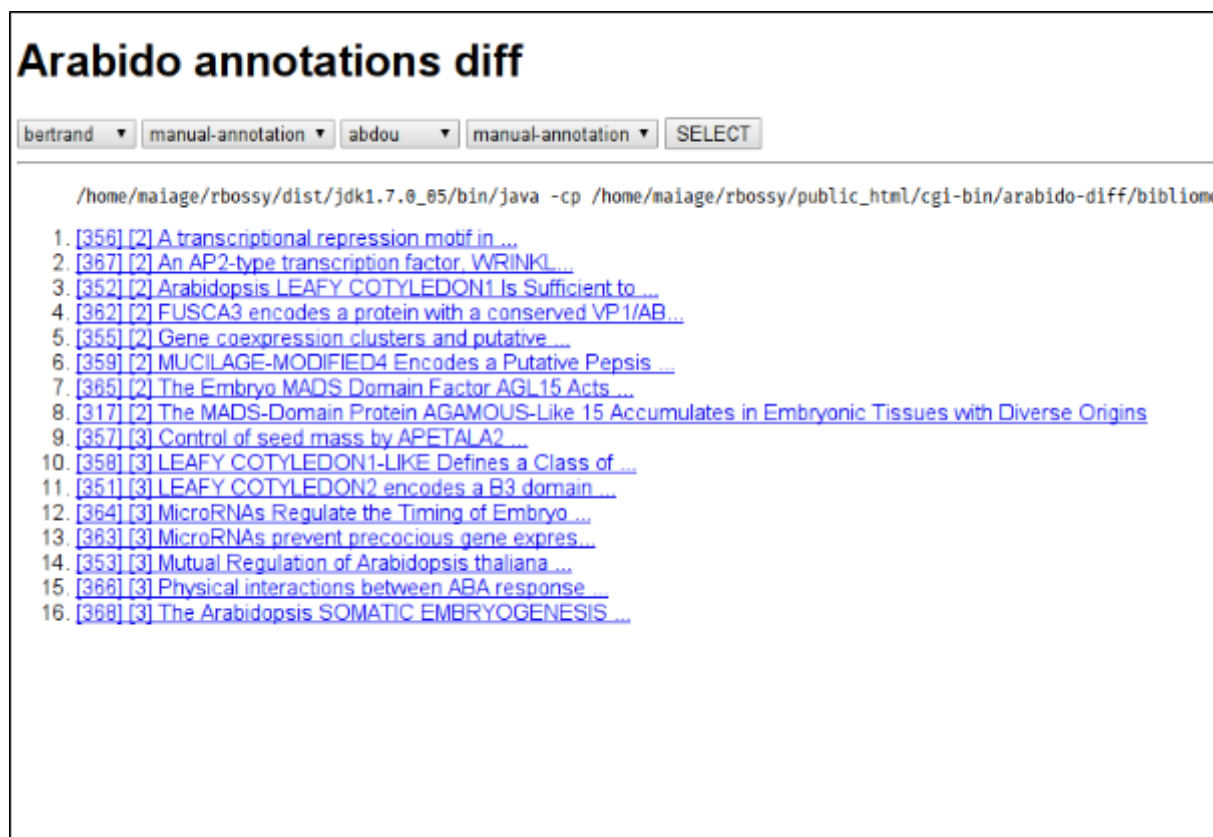 Arabido annotations diff
bertrand ▼ manual-annotation ▼ abdou ▼ manual-annotation ▼ SELECT
/home/maiage/rbossy/dist/jdk1.7.0_05/bin/java -cp /home/maiage/rbossy/public_html/cgi-bin/arabido-diff/bibliome
1. [356] [2] A transcriptional repression motif in ...
2. [367] [2] An AP2-type transcription factor, WRINKL...
3. [352] [2] Arabidopsis LEAFY COTYLEDON1 Is Sufficient to ...
4. [362] [2] FUSCA3 encodes a protein with a conserved VP1/AB...
5. [355] [2] Gene coexpression clusters and putative ...
6. [359] [2] MUCILAGE-MODIFIED4 Encodes a Putative Pepsis ...
7. [365] [2] The Embryo MADS Domain Factor AGL15 Acts ...
8. [317] [2] The MADS-Domain Protein AGAMOUS-Like 15 Accumulates in Embryonic Tissues with Diverse Origins
9. [357] [3] Control of seed mass by APETALA2 ...
10. [358] [3] LEAFY COTYLEDON1-LIKE Defines a Class of ...
11. [351] [3] LEAFY COTYLEDON2 encodes a B3 domain ...
12. [364] [3] MicroRNAs Regulate the Timing of Embryo ...
13. [363] [3] MicroRNAs prevent precocious gene expres...
14. [353] [3] Mutual Regulation of Arabidopsis thaliana ...
15. [366] [3] Physical interactions between ABA response ...
16. [368] [3] The Arabidopsis SOMATIC EMBRYOGENESIS ...